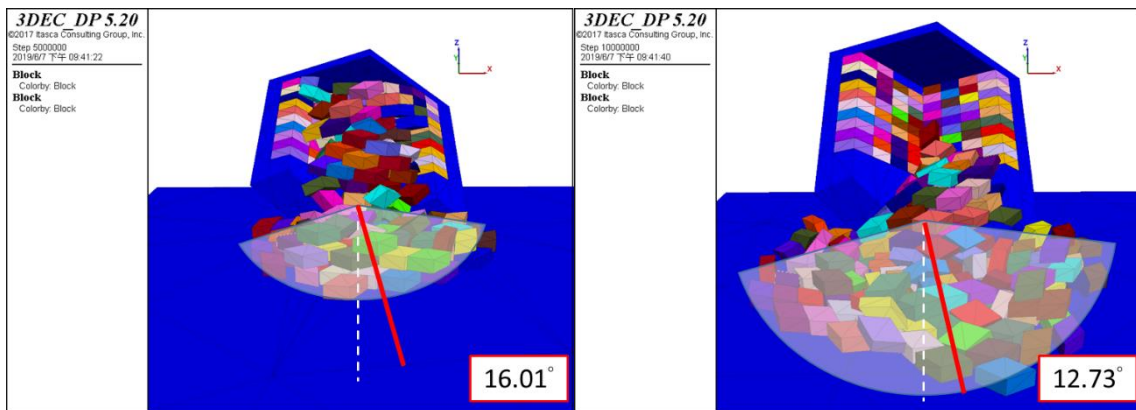 3DEC_DP 5.20
©2017 Itasca Consulting Group, Inc.
Step 5000000
2019/6/7 下午 09:41:22
Block
Colorby: Block
Block
Colorby: Block
Z
Y
X
16.01°
3DEC_DP 5.20
©2017 Itasca Consulting Group, Inc.
Step 10000000
2019/6/7 下午 09:41:40
Block
Colorby: Block
Block
Colorby: Block
Z
Y
X
12.73°